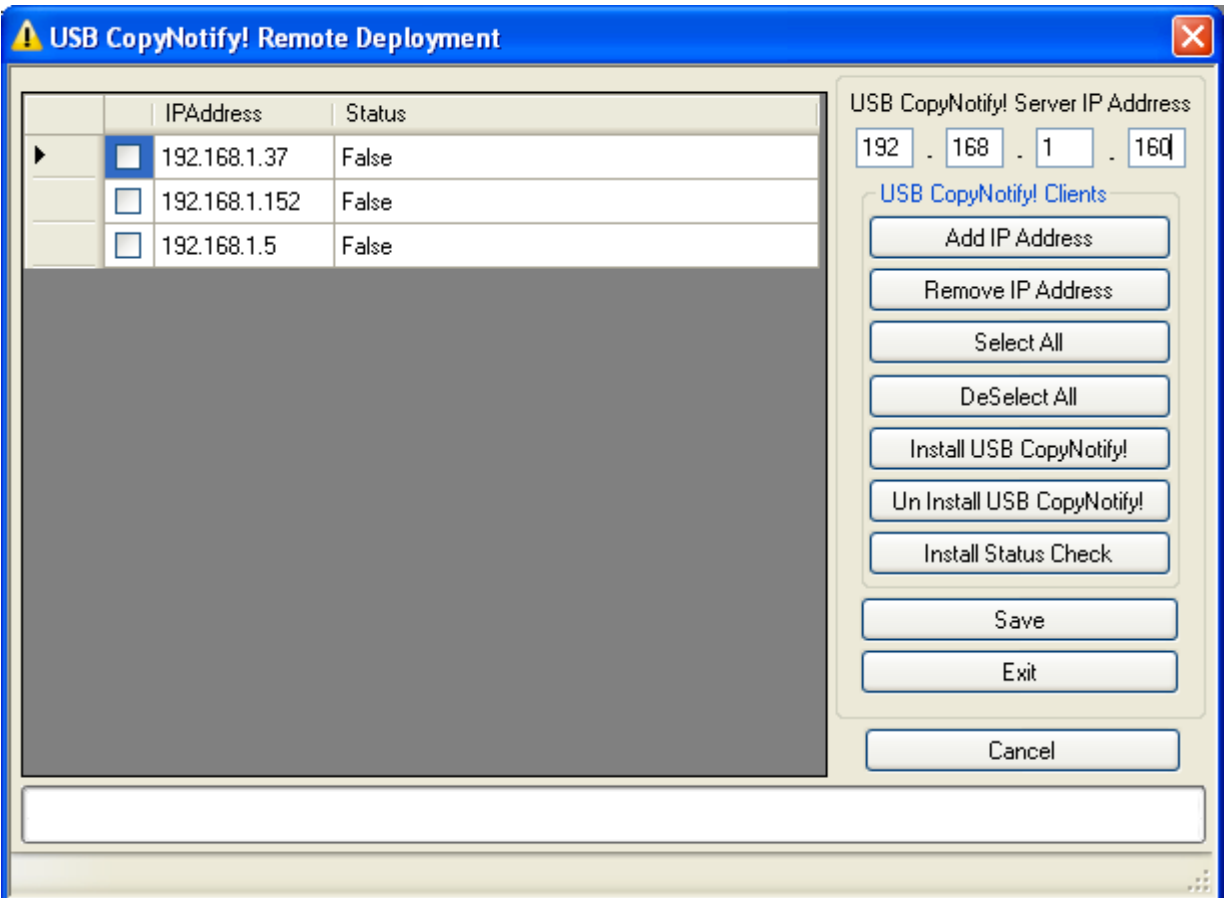 USB CopyNotify! Remote Deployment
IPAddress Status
192.168.1.37 False
192.168.1.152 False
192.168.1.5 False
USB CopyNotify! Server IP Addrress
192 . 168 . 1 . 160
USB CopyNotify! Clients
Add IP Address
Remove IP Address
Select All
DeSelect All
Install USB CopyNotify!
Un Install USB CopyNotify!
Install Status Check
Save
Exit
Cancel